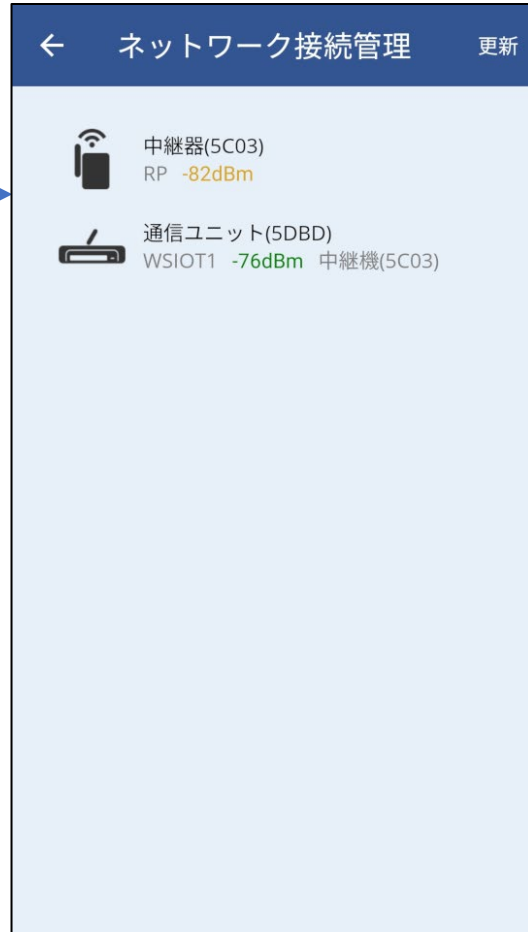 ← ネットワーク接続管理 更新
中継器(5C03)
RP -82dBm
通信ユニット(5DBD)
WSIOT1 -76dBm 中継機(5C03)